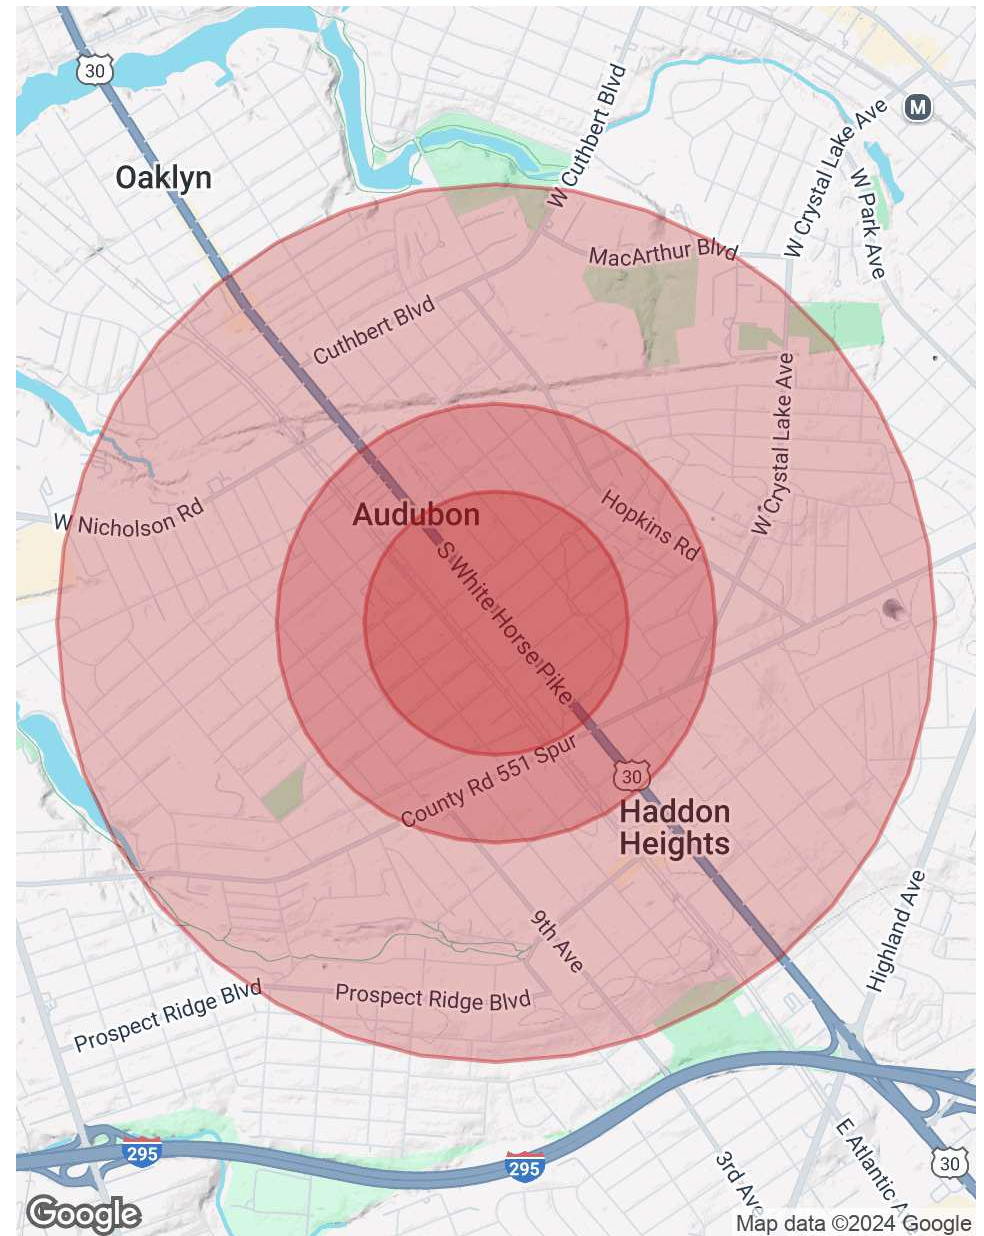 30
M
W Cuthbert Blvd
W Crystal Lake Ave
Oaklyn
W Park Ave
MacArthur Blvd
Cuthbert Blvd
W Crystal Lake Ave
W Nicholson Rd
Audubon
Hopkins Rd
S White Horse Pike
County Rd 551 Spur
30
Haddon
Heights
Highland Ave
9th Ave
Prospect Ridge Blvd
Prospect Ridge Blvd
295
295
30
3rd Ave
E Atlantic A
Google
Map data ©2024 Google